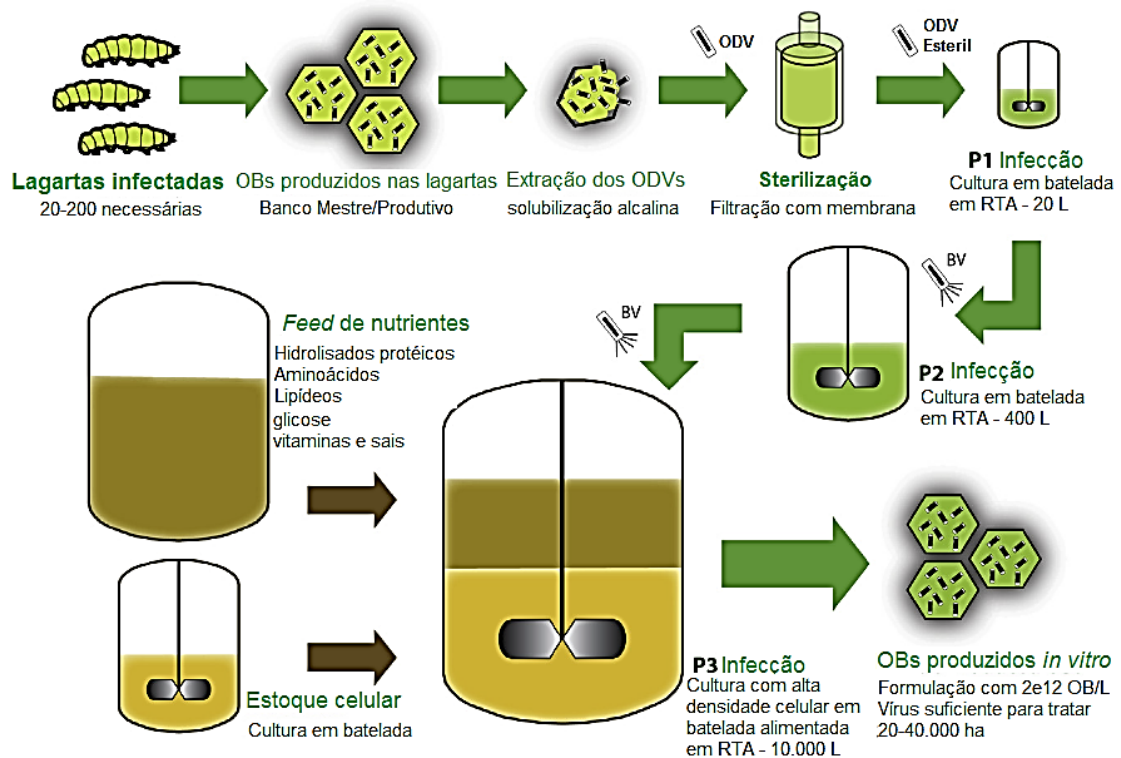 ODV
ODV
Esteril
Lagartas infectadas
20-200 necessárias
OBs produzidos nas lagartas
Banco Mestre/Produtivo
Extração dos ODVs
solubilização alcalina
Sterilização
Filtração com membrana
P1 Infecção
Cultura em batelada
em RTA - 20 L
BV
P2 Infecção
Cultura em batelada
em RTA - 400 L
BV
Feed de nutrientes
Hidrolisados protéicos
Aminoácidos
Lipídeos
glicose
vitaminas e sais
Estoque celular
Cultura em batelada
P3 Infecção
Cultura com alta
densidade celular em
batelada alimentada
em RTA - 10.000 L
OBs produzidos in vitro
Formulação com 2e12 OB/L
Vírus suficiente para tratar
20-40.000 ha